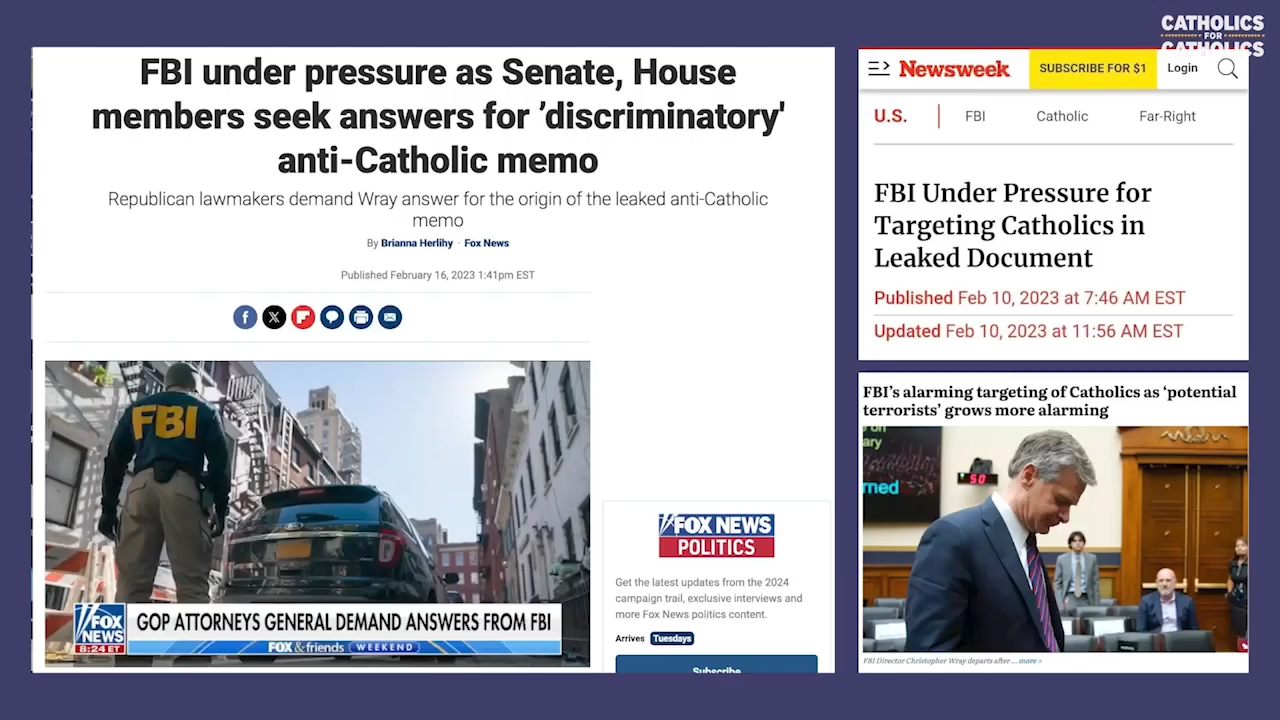 CATHOLICS
FOR
CATHOLICS
FBI under pressure as Senate, House
members seek answers for ’discriminatory'
anti-Catholic memo
Republican lawmakers demand Wray answer for the origin of the leaked anti-Catholic
memo
By Brianna Herlihy · Fox News
Published February 16, 2023 1:41pm EST
FBI
FOX
NEWS
8:24 ET
GOP ATTORNEYS GENERAL DEMAND ANSWERS FROM FBI
FOX & friends WEEKEND
FOX NEWS
POLITICS
Get the latest updates from the 2024
campaign trail, exclusive interviews and
more Fox News politics content.
Arrives Tuesdays
Subscribe
Newsweek SUBSCRIBE FOR $1 Login
U.S. FBI Catholic Far-Right
FBI Under Pressure for
Targeting Catholics in
Leaked Document
Published Feb 10, 2023 at 7:46 AM EST
Updated Feb 10, 2023 at 11:56 AM EST
FBI’s alarming targeting of Catholics as ‘potential
terrorists’ grows more alarming
50
FBI Director Christopher Wray departs after ... more >